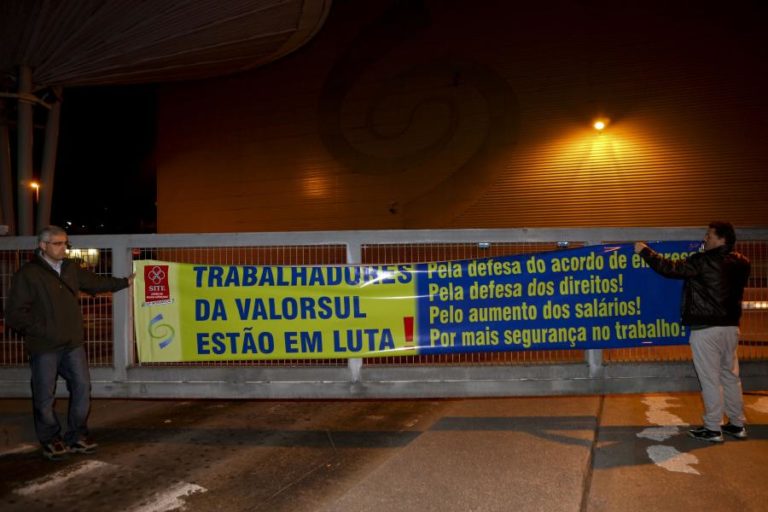 SITE
TRABALHADORES
DA VALORSUL
ESTÃO EM LUTA !
Pela defesa do acordo de empresa
Pela defesa dos direitos!
Pelo aumento dos salários!
Por mais segurança no trabalho!